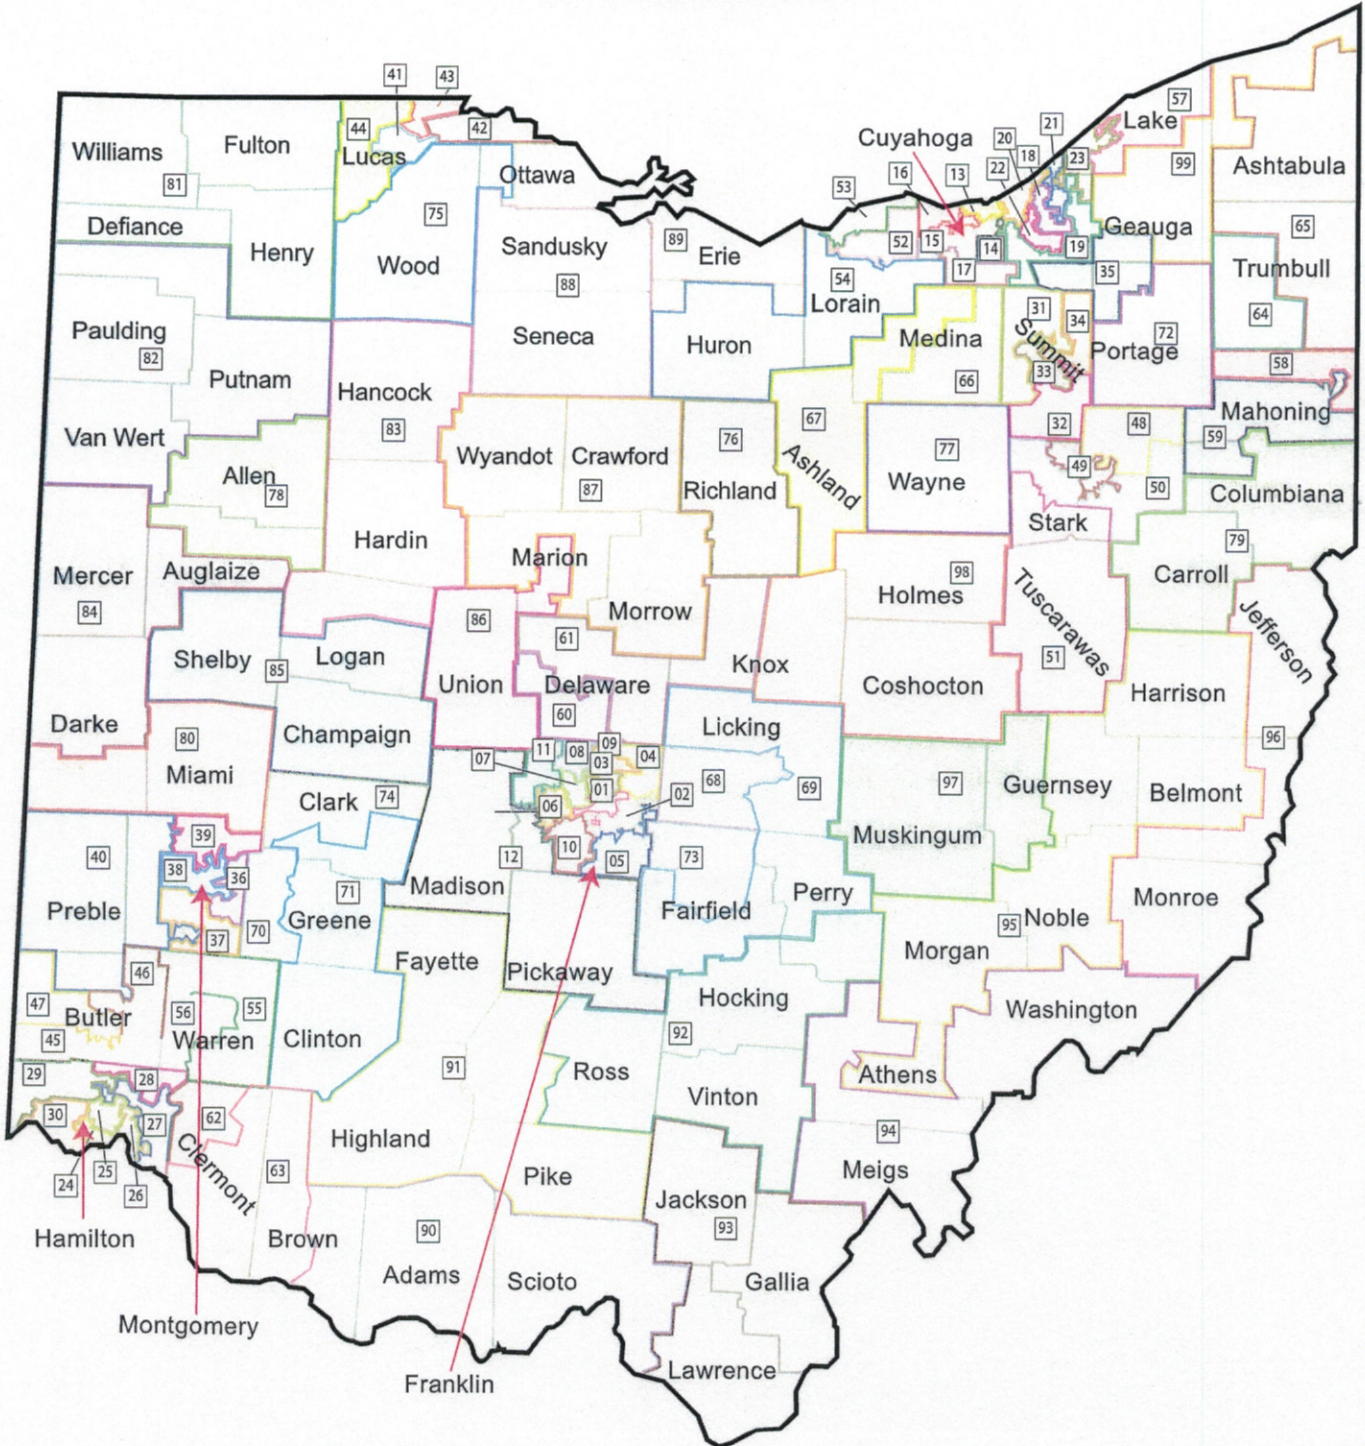 41
43
57
44
42
Lake
Cuyahoga
20
21
18
23
Williams
Fulton
Lucas
22
99
Ashtabula
81
Ottawa
53
16
13
Defiance
75
Geauga
65
89
Erie
52
15
14
19
Henry
Wood
Sandusky
17
35
Trumbull
88
54
Lorain
Paulding
31
34
64
82
Seneca
Huron
Medina
Summit
Portage
72
58
Putnam
Hancock
66
33
Mahoning
83
67
32
48
59
Van Wert
76
Wyandot
Crawford
77
49
Allen
Richland
Ashland
Wayne
50
78
87
Columbiana
Stark
Hardin
79
Marion
Mercer
Auglaize
98
Carroll
84
Holmes
Tuscarawas
Jefferson
86
Morrow
61
Shelby
Logan
Knox
51
85
Union
Delaware
Coshocton
Harrison
Darke
60
Licking
80
Champaign
11
08
09
96
07
03
04
Miami
97
68
69
Guernsey
Belmont
Clark
74
01
02
06
39
Muskingum
40
10
12
05
73
38
36
Madison
71
Perry
Monroe
Preble
Greene
Fairfield
Noble
37
70
95
Morgan
46
Fayette
Pickaway
Hocking
47
56
55
Washington
Butler
45
Warren
Clinton
92
29
28
91
Ross
Athens
Vinton
30
27
62
94
Highland
Clermont
Meigs
63
Pike
24
25
26
Jackson
93
Hamilton
Brown
90
Adams
Scioto
Gallia
Montgomery
Lawrence
Franklin